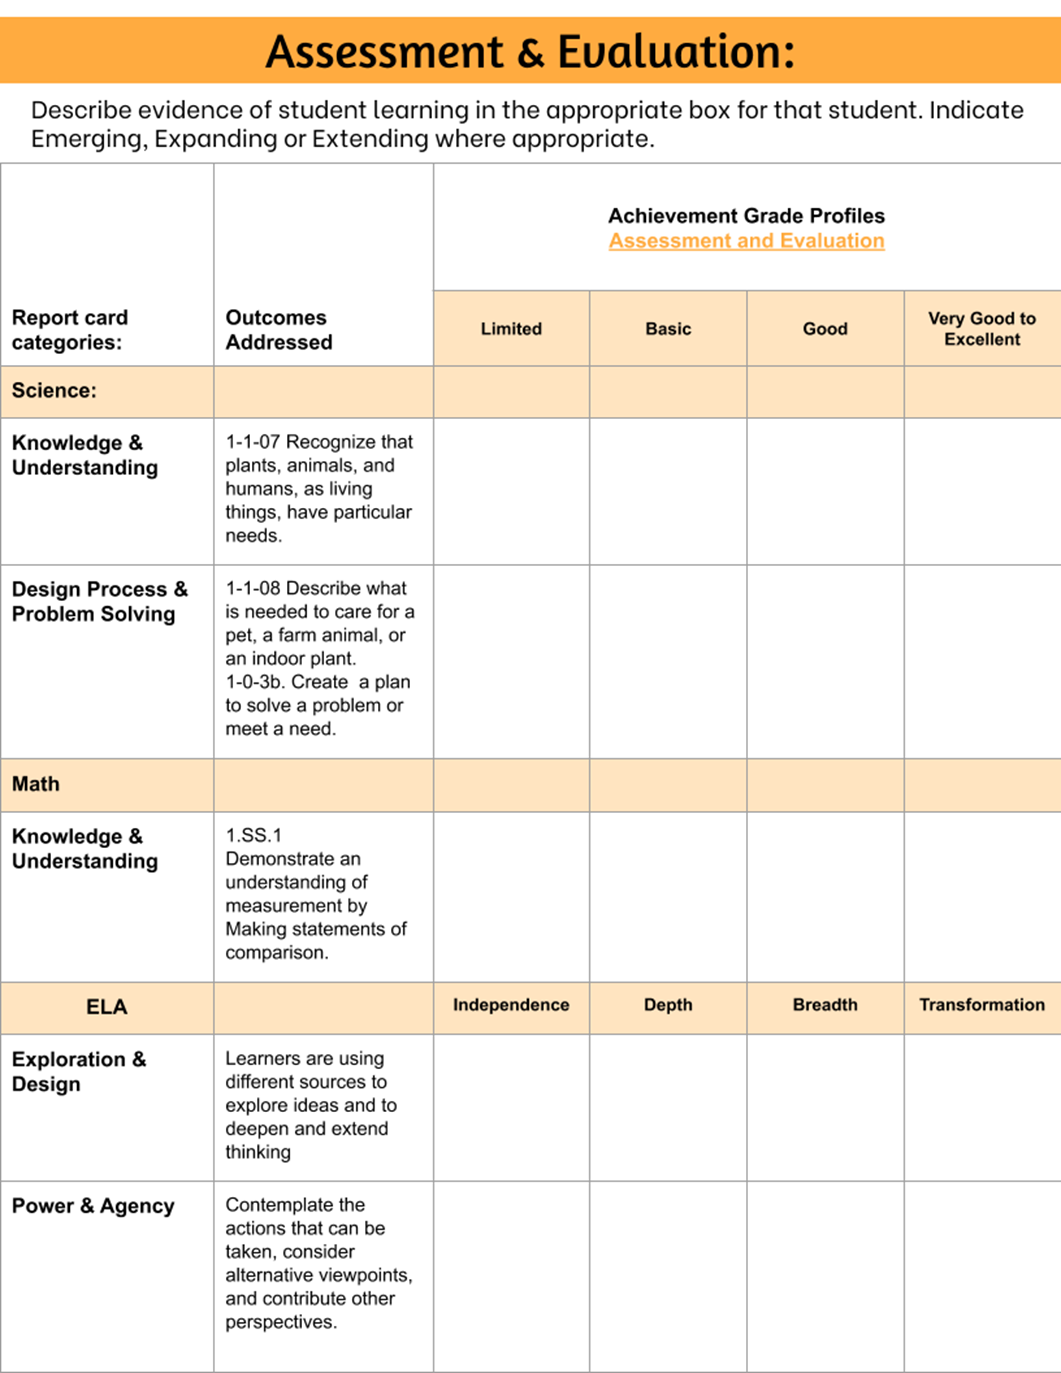 Assessment & Evaluation:
Describe evidence of student learning in the appropriate box for that student. Indicate
Emerging, Expanding or Extending where appropriate.
Achievement Grade Profiles
Assessment and Evaluation
Report card
categories:
Outcomes
Addressed
Limited
Basic
Good
Very Good to
Excellent
Science:
Knowledge &
Understanding
1-1-07 Recognize that
plants, animals, and
humans, as living
things, have particular
needs.
Design Process &
Problem Solving
1-1-08 Describe what
is needed to care for a
pet, a farm animal, or
an indoor plant.
1-0-3b. Create  a plan
to solve a problem or
meet a need.
Math
Knowledge &
Understanding
1.SS.1
Demonstrate an
understanding of
measurement by
Making statements of
comparison.
ELA
Independence
Depth
Breadth
Transformation
Exploration &
Design
Learners are using
different sources to
explore ideas and to
deepen and extend
thinking
Power & Agency
Contemplate the
actions that can be
taken, consider
alternative viewpoints,
and contribute other
perspectives.